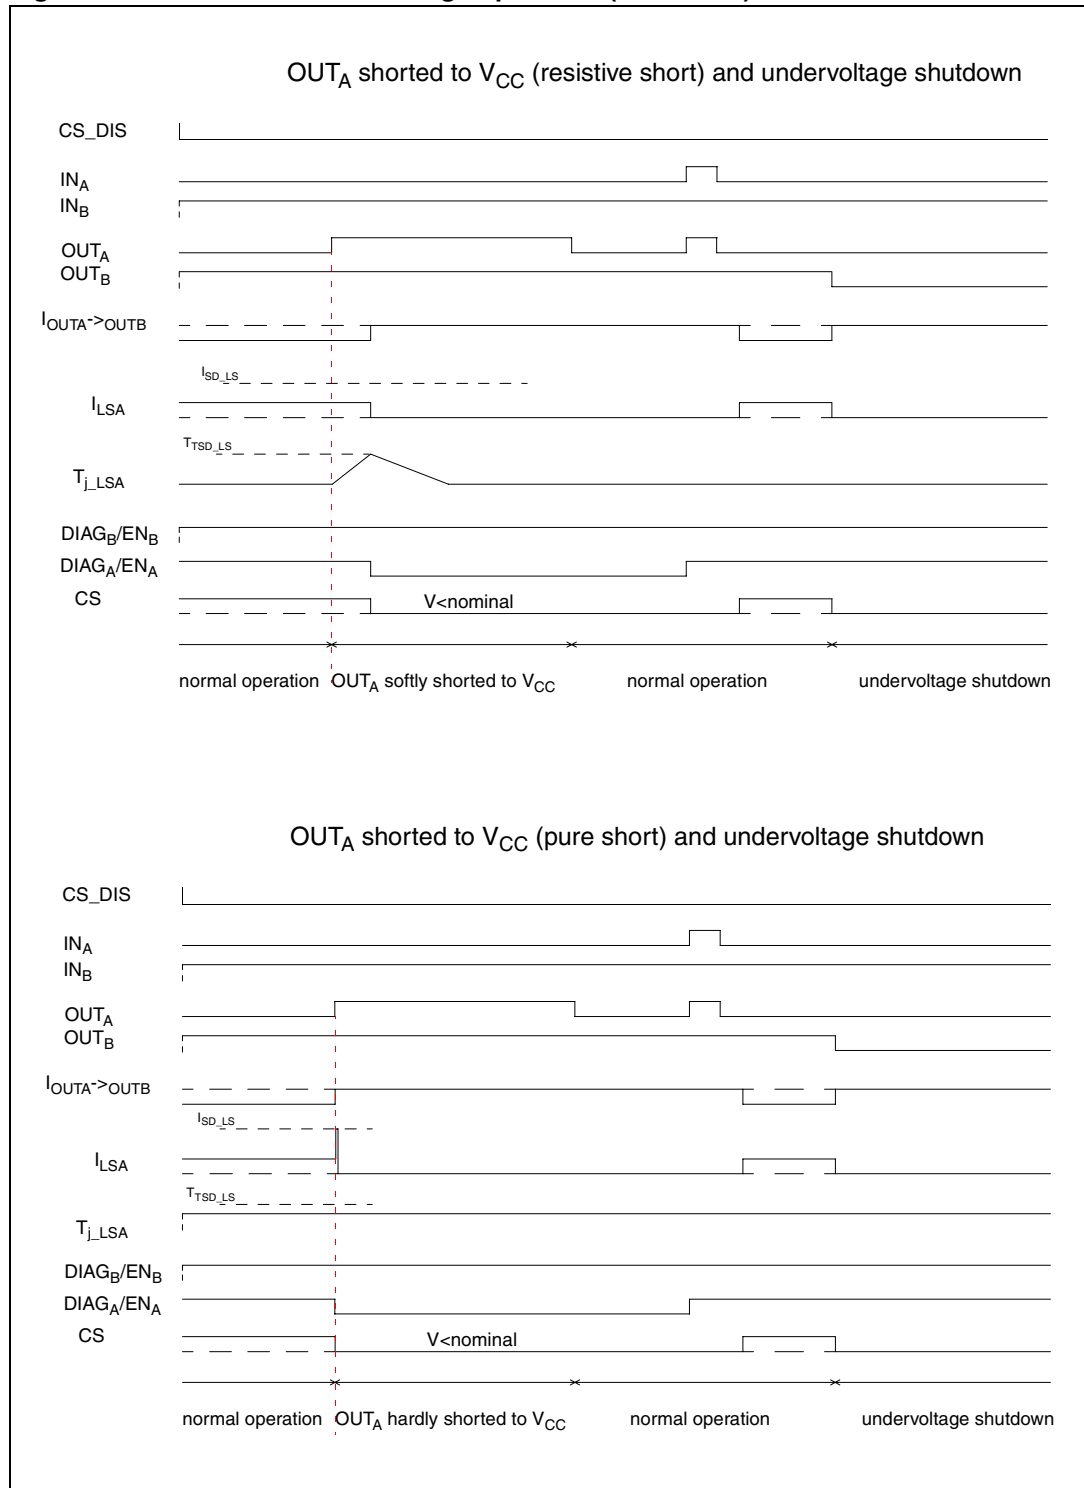 OUTA shorted to VCC (resistive short) and undervoltage shutdown
CS_DIS
INA
INB
OUTA
OUTB
IOUTA->OUTB
ISD_LS
ILSA
TTSD_LS
Tj_LSA
DIAGB/ENB
DIAGA/ENA
CS
V<nominal
normal operation
OUTA softly shorted to VCC
normal operation
undervoltage shutdown
OUTA shorted to VCC (pure short) and undervoltage shutdown
CS_DIS
INA
INB
OUTA
OUTB
IOUTA->OUTB
ISD_LS
ILSA
TTSD_LS
Tj_LSA
DIAGB/ENB
DIAGA/ENA
CS
V<nominal
normal operation
OUTA hardly shorted to VCC
normal operation
undervoltage shutdown